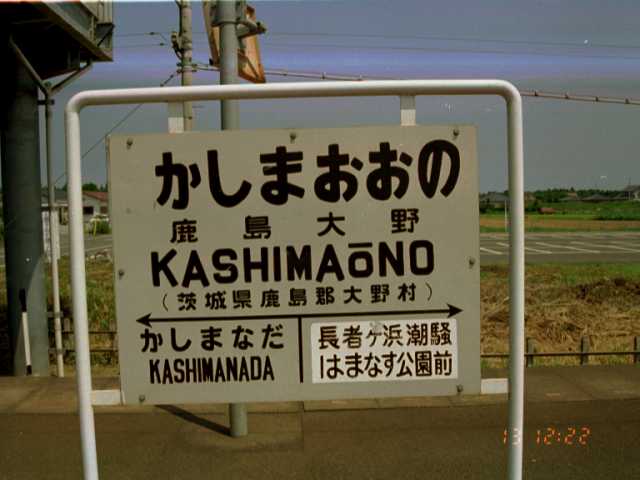 かしまおおの
鹿島大野
KASHIMAŌNO
(茨城県鹿島郡大野村)
かしまなだ
KASHIMANADA
長者ヶ浜潮騒
はまなす公園前
13 12:22